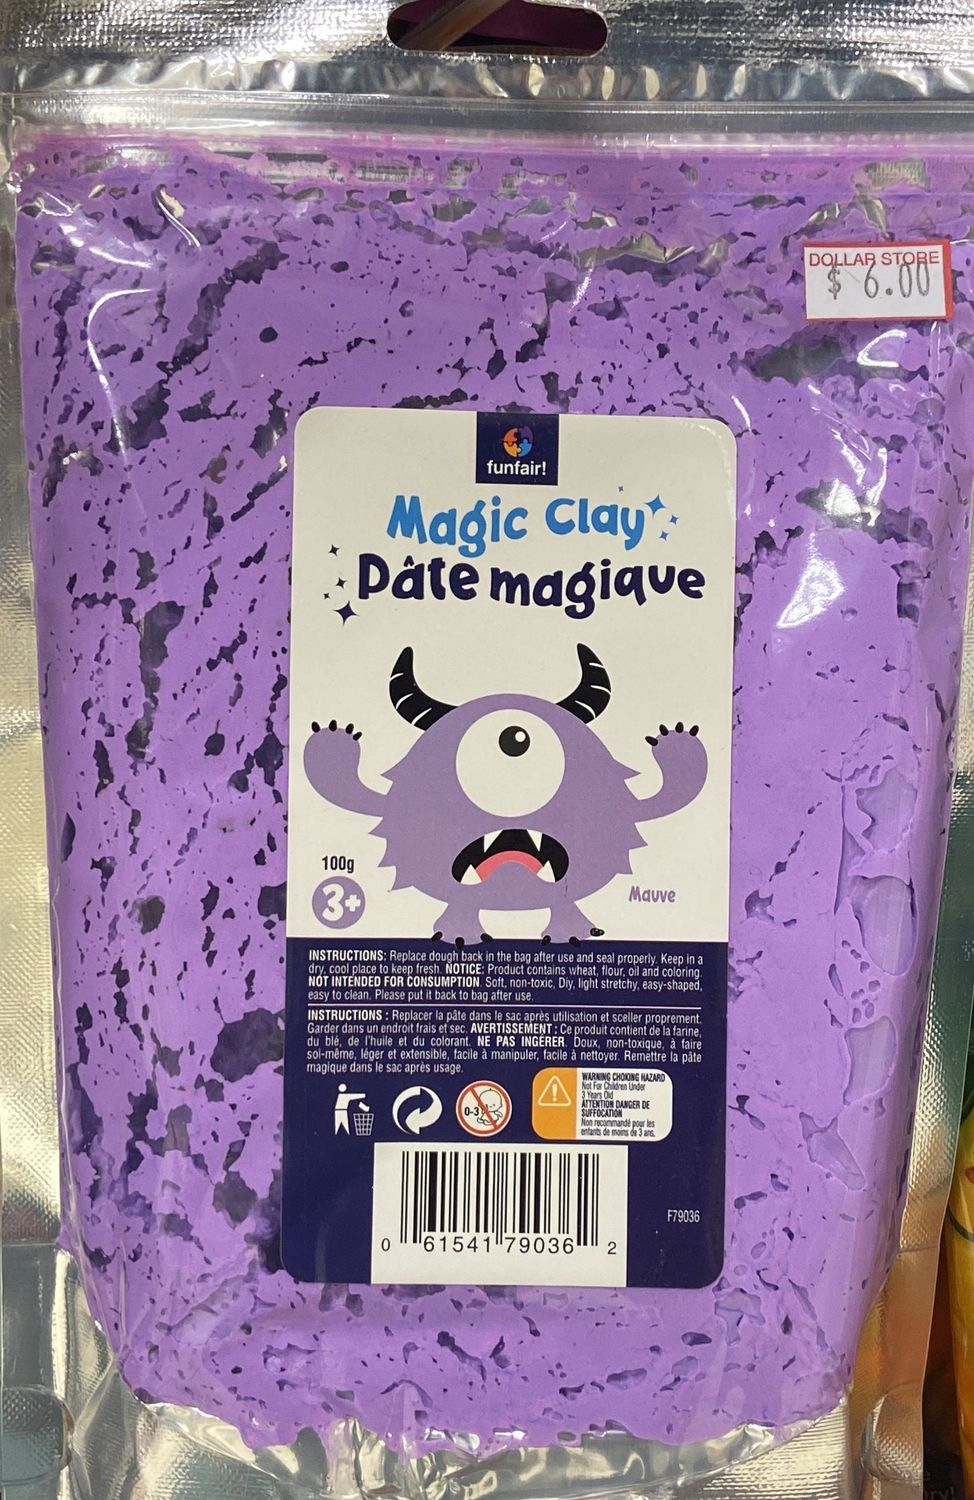 DOLLAR STORE
$ 6.00
funfair!
Magic Clay
Pâte magique
100g
3+
Mauve
INSTRUCTIONS: Replace dough back in the bag after use and seal properly. Keep in a
dry, cool place to keep fresh. NOTICE: Product contains wheat, flour, oil and coloring.
NOT INTENDED FOR CONSUMPTION. Soft, non-toxic, Diy, light stretchy, easy-shaped,
easy to clean. Please put it back to bag after use.
INSTRUCTIONS : Replacer la pâte dans le sac après utilisation et sceller proprement.
Garder dans un endroit frais et sec. AVERTISSEMENT : Ce produit contient de la farine,
du blé, de l'huile et du colorant. NE PAS INGÉRER. Doux, non-toxique, à faire
soi-même, léger et extensible, facile à manipuler, facile à nettoyer. Remettre la pâte
magique dans le sac après usage.
0-3
WARNING CHOKING HAZARD
Not For Children Under
3 Years Old
ATTENTION DANGER DE
SUFFOCATION
Non recommandé pour les
enfants de moins de 3 ans.
F79036
0 61541 79036 2